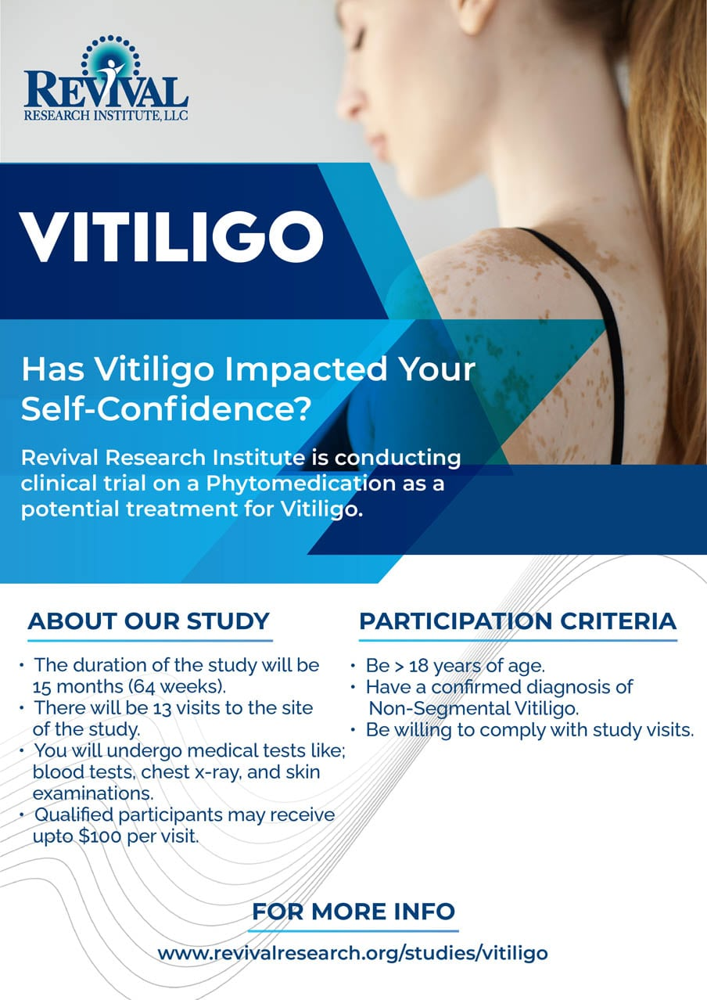 REVIVAL
RESEARCH INSTITUTE, LLC
VITILIGO
Has Vitiligo Impacted Your
Self-Confidence?
Revival Research Institute is conducting
clinical trial on a Phytomedication as a
potential treatment for Vitiligo.
ABOUT OUR STUDY
• The duration of the study will be
15 months (64 weeks).
• There will be 13 visits to the site
of the study.
• You will undergo medical tests like;
blood tests, chest x-ray, and skin
examinations.
• Qualified participants may receive
upto $100 per visit.
PARTICIPATION CRITERIA
• Be > 18 years of age.
• Have a confirmed diagnosis of
Non-Segmental Vitiligo.
• Be willing to comply with study visits.
FOR MORE INFO
www.revivalresearch.org/studies/vitiligo